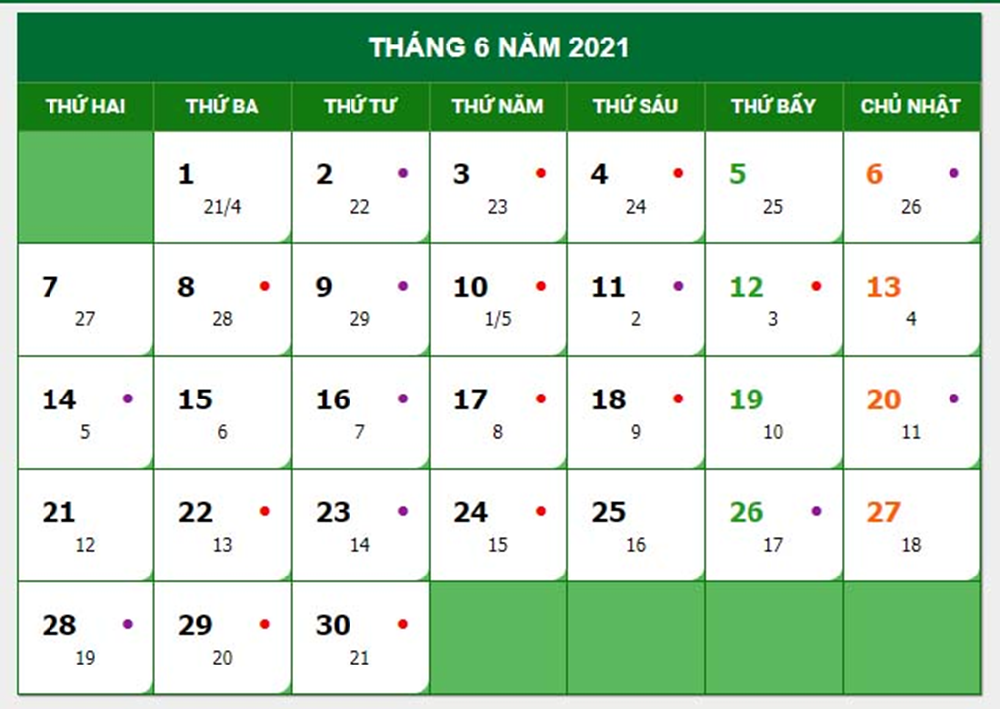 THÁNG 6 NĂM 2021
THỨ HAI THỨ BA THỨ TƯ THỨ NĂM THỨ SÁU THỨ BẢY CHỦ NHẬT
1 2 3 4 5 6
21/4 22 23 24 25 26
7 8 9 10 11 12 13
27 28 29 1/5 2 3 4
14 15 16 17 18 19 20
5 6 7 8 9 10 11
21 22 23 24 25 26 27
12 13 14 15 16 17 18
28 29 30
19 20 21